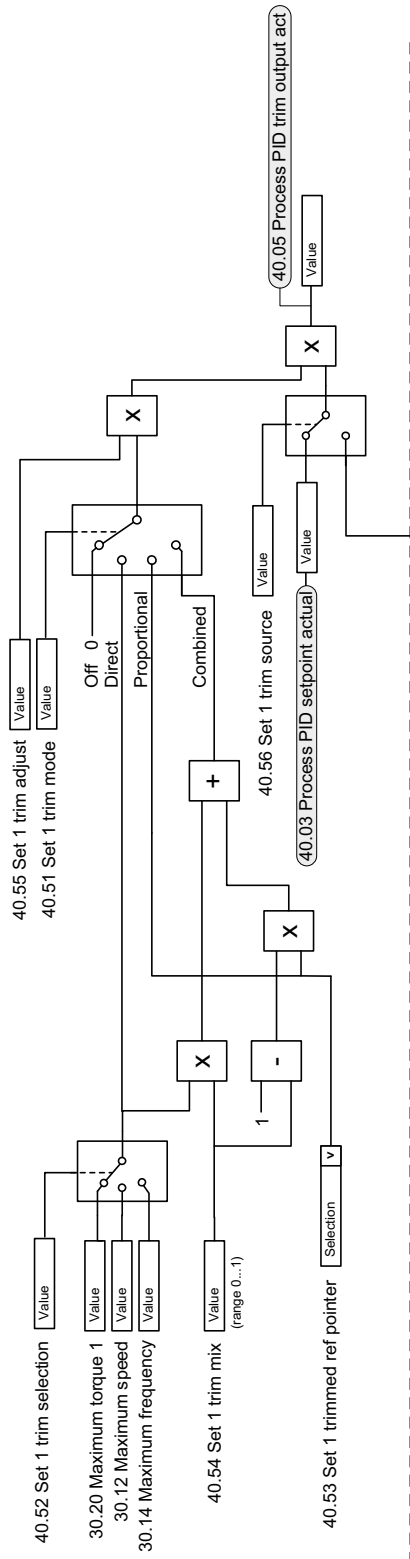 40.52 Set 1 trim selection
Value
30.20 Maximum torque 1
Value
30.12 Maximum speed
Value
30.14 Maximum frequency
Value
40.54 Set 1 trim mix
Value
(range 0...1)
40.53 Set 1 trimmed ref pointer
Selection
v
1
-
x
x
+
40.55 Set 1 trim adjust
Value
40.51 Set 1 trim mode
Value
Off 0
Direct
Proportional
Combined
x
40.56 Set 1 trim source
Value
40.03 Process PID setpoint actual
Value
x
40.05 Process PID trim output act
Value